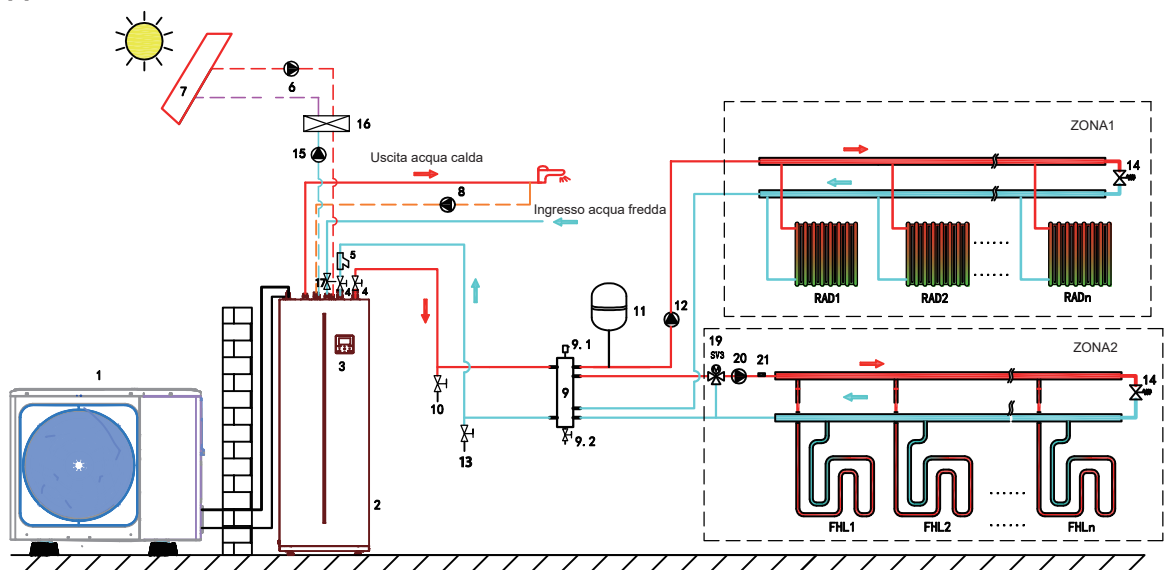 ZONA1
7
6
16
15
14
Uscita acqua calda
8
Ingresso acqua fredda
5
17
4
4
RAD1
RAD2
RADn
......
......
11
12
ZONA2
9.1
19
SV3
20
21
3
1
9
10
14
9.2
13
2
......
......
FHL1
FHL2
FHLn